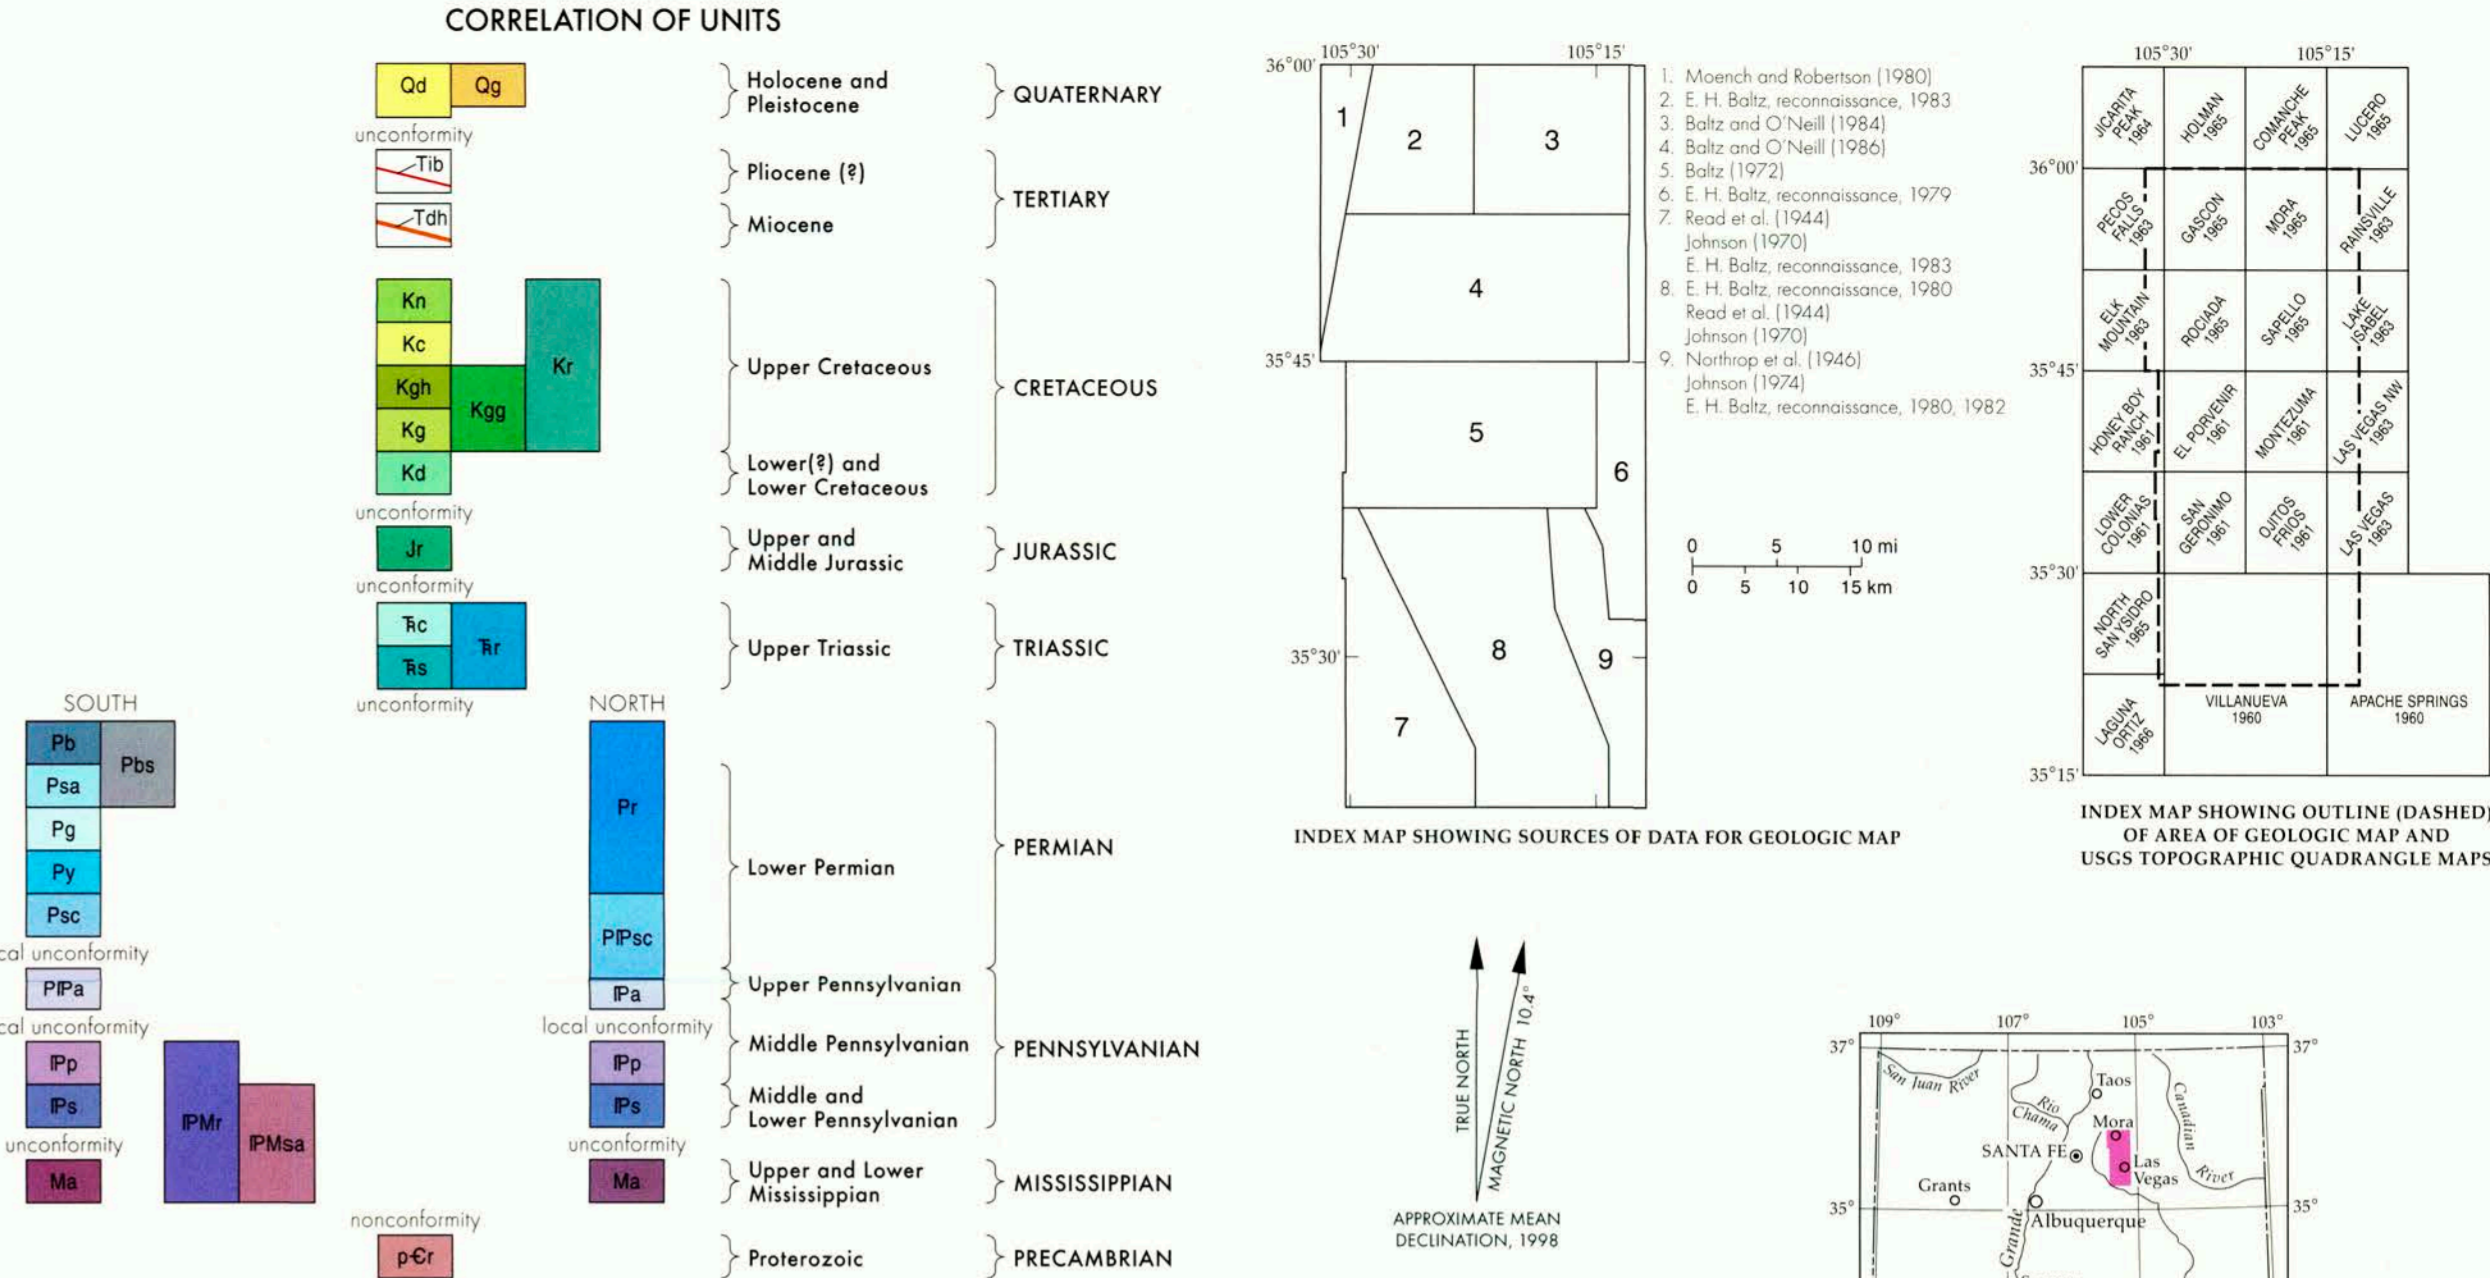 CORRELATION OF UNITS
Qd
Qg
Holocene and
Pleistocene
QUATERNARY
unconformity
Tib
Pliocene (?)
TERTIARY
Tdh
Miocene
Kn
Kc
Kgh
Kg
Kgg
Kr
Upper Cretaceous
CRETACEOUS
Kd
Lower(?) and
Lower Cretaceous
unconformity
Jr
Upper and
Middle Jurassic
JURASSIC
unconformity
Ꞧc
Ꞧs
Ꞧr
Upper Triassic
TRIASSIC
unconformity
SOUTH
NORTH
Pb
Pbs
Psa
Pg
Py
Psc
Pr
PIPsc
Lower Permian
PERMIAN
cal unconformity
PIPa
IPa
Upper Pennsylvanian
cal unconformity
local unconformity
IPp
IPs
IPMr
IPMsa
IPp
IPs
Middle Pennsylvanian
PENNSYLVANIAN
Middle and
Lower Pennsylvanian
unconformity
unconformity
Ma
Ma
Upper and Lower
Mississippian
MISSISSIPPIAN
nonconformity
p-Єr
Proterozoic
PRECAMBRIAN
105°30' 105°15'
36°00'
35°45'
35°30'
1
2
3
4
5
6
7
8
9
1. Moench and Robertson (1980)
2. E. H. Baltz, reconnaissance, 1983
3. Baltz and O'Neill (1984)
4. Baltz and O'Neill (1986)
5. Baltz (1972)
6. E. H. Baltz, reconnaissance, 1979
7. Read et al. (1944)
Johnson (1970)
E. H. Baltz, reconnaissance, 1983
8. E. H. Baltz, reconnaissance, 1980
Read et al. (1944)
Johnson (1970)
9. Northrop et al. (1946)
Johnson (1974)
E. H. Baltz, reconnaissance, 1980, 1982
0 5 10 mi
0 5 10 15 km
INDEX MAP SHOWING SOURCES OF DATA FOR GEOLOGIC MAP
105°30' 105°15'
36°00'
35°45'
35°30'
35°15'
JICARITA
PEAK
1964
HOLMAN
1965
COMANCHE
PEAK
1965
LUCERO
1965
PECOS
FALLS
1963
GASCON
1965
MORA
1965
RAINSVILLE
1963
ELK
MOUNTAIN
1963
ROCIADA
1965
SAPELLO
1965
LAKE
ISABEL
1963
HONEY BOY
RANCH
1961
EL PORVENIR
1961
MONTEZUMA
1961
LAS VEGAS NW
1963
LOWER
COLONIAS
1961
SAN
GERONIMO
1961
OJITOS
FRIOS
1961
LAS VEGAS
1963
NORTH
SAN YSIDRO
1965
LAGUNA
ORTIZ
1966
VILLANUEVA
1960
APACHE SPRINGS
1960
INDEX MAP SHOWING OUTLINE (DASHED)
OF AREA OF GEOLOGIC MAP AND
USGS TOPOGRAPHIC QUADRANGLE MAPS
TRUE NORTH
MAGNETIC NORTH 10.4°
APPROXIMATE MEAN
DECLINATION, 1998
109° 107° 105° 103°
37° 37°
San Juan River
Taos
Rio
Chama
Canadian
River
Mora
SANTA FE
Las
Vegas
Grants
35° 35°
Albuquerque
Grande